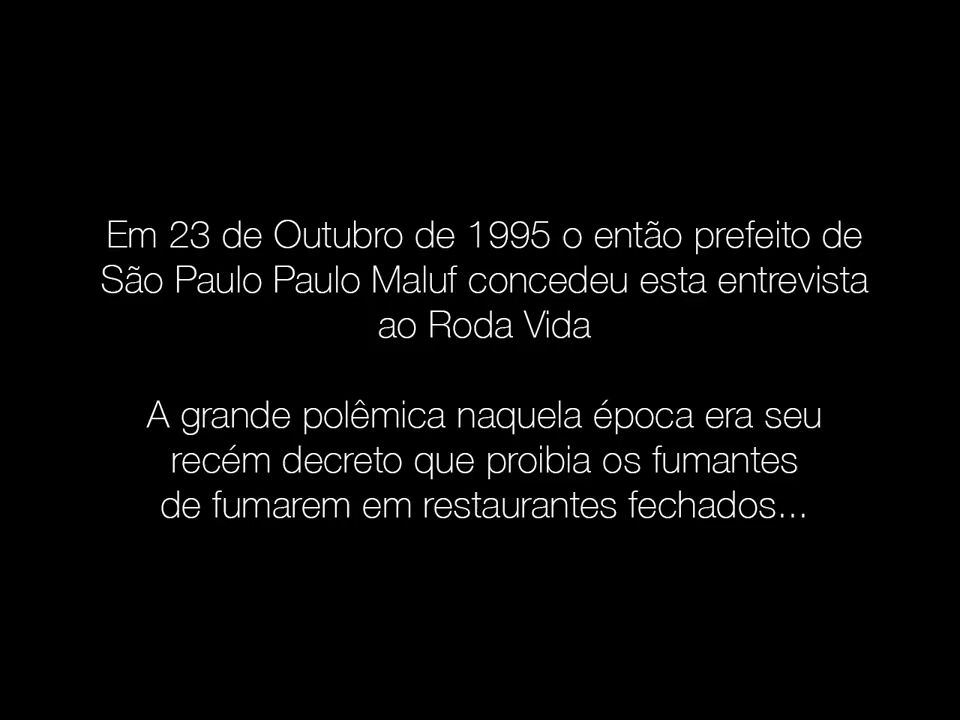 Em 23 de Outubro de 1995 o então prefeito de
São Paulo Paulo Maluf concedeu esta entrevista
ao Roda Vida
A grande polêmica naquela época era seu
recém decreto que proibia os fumantes
de fumarem em restaurantes fechados...